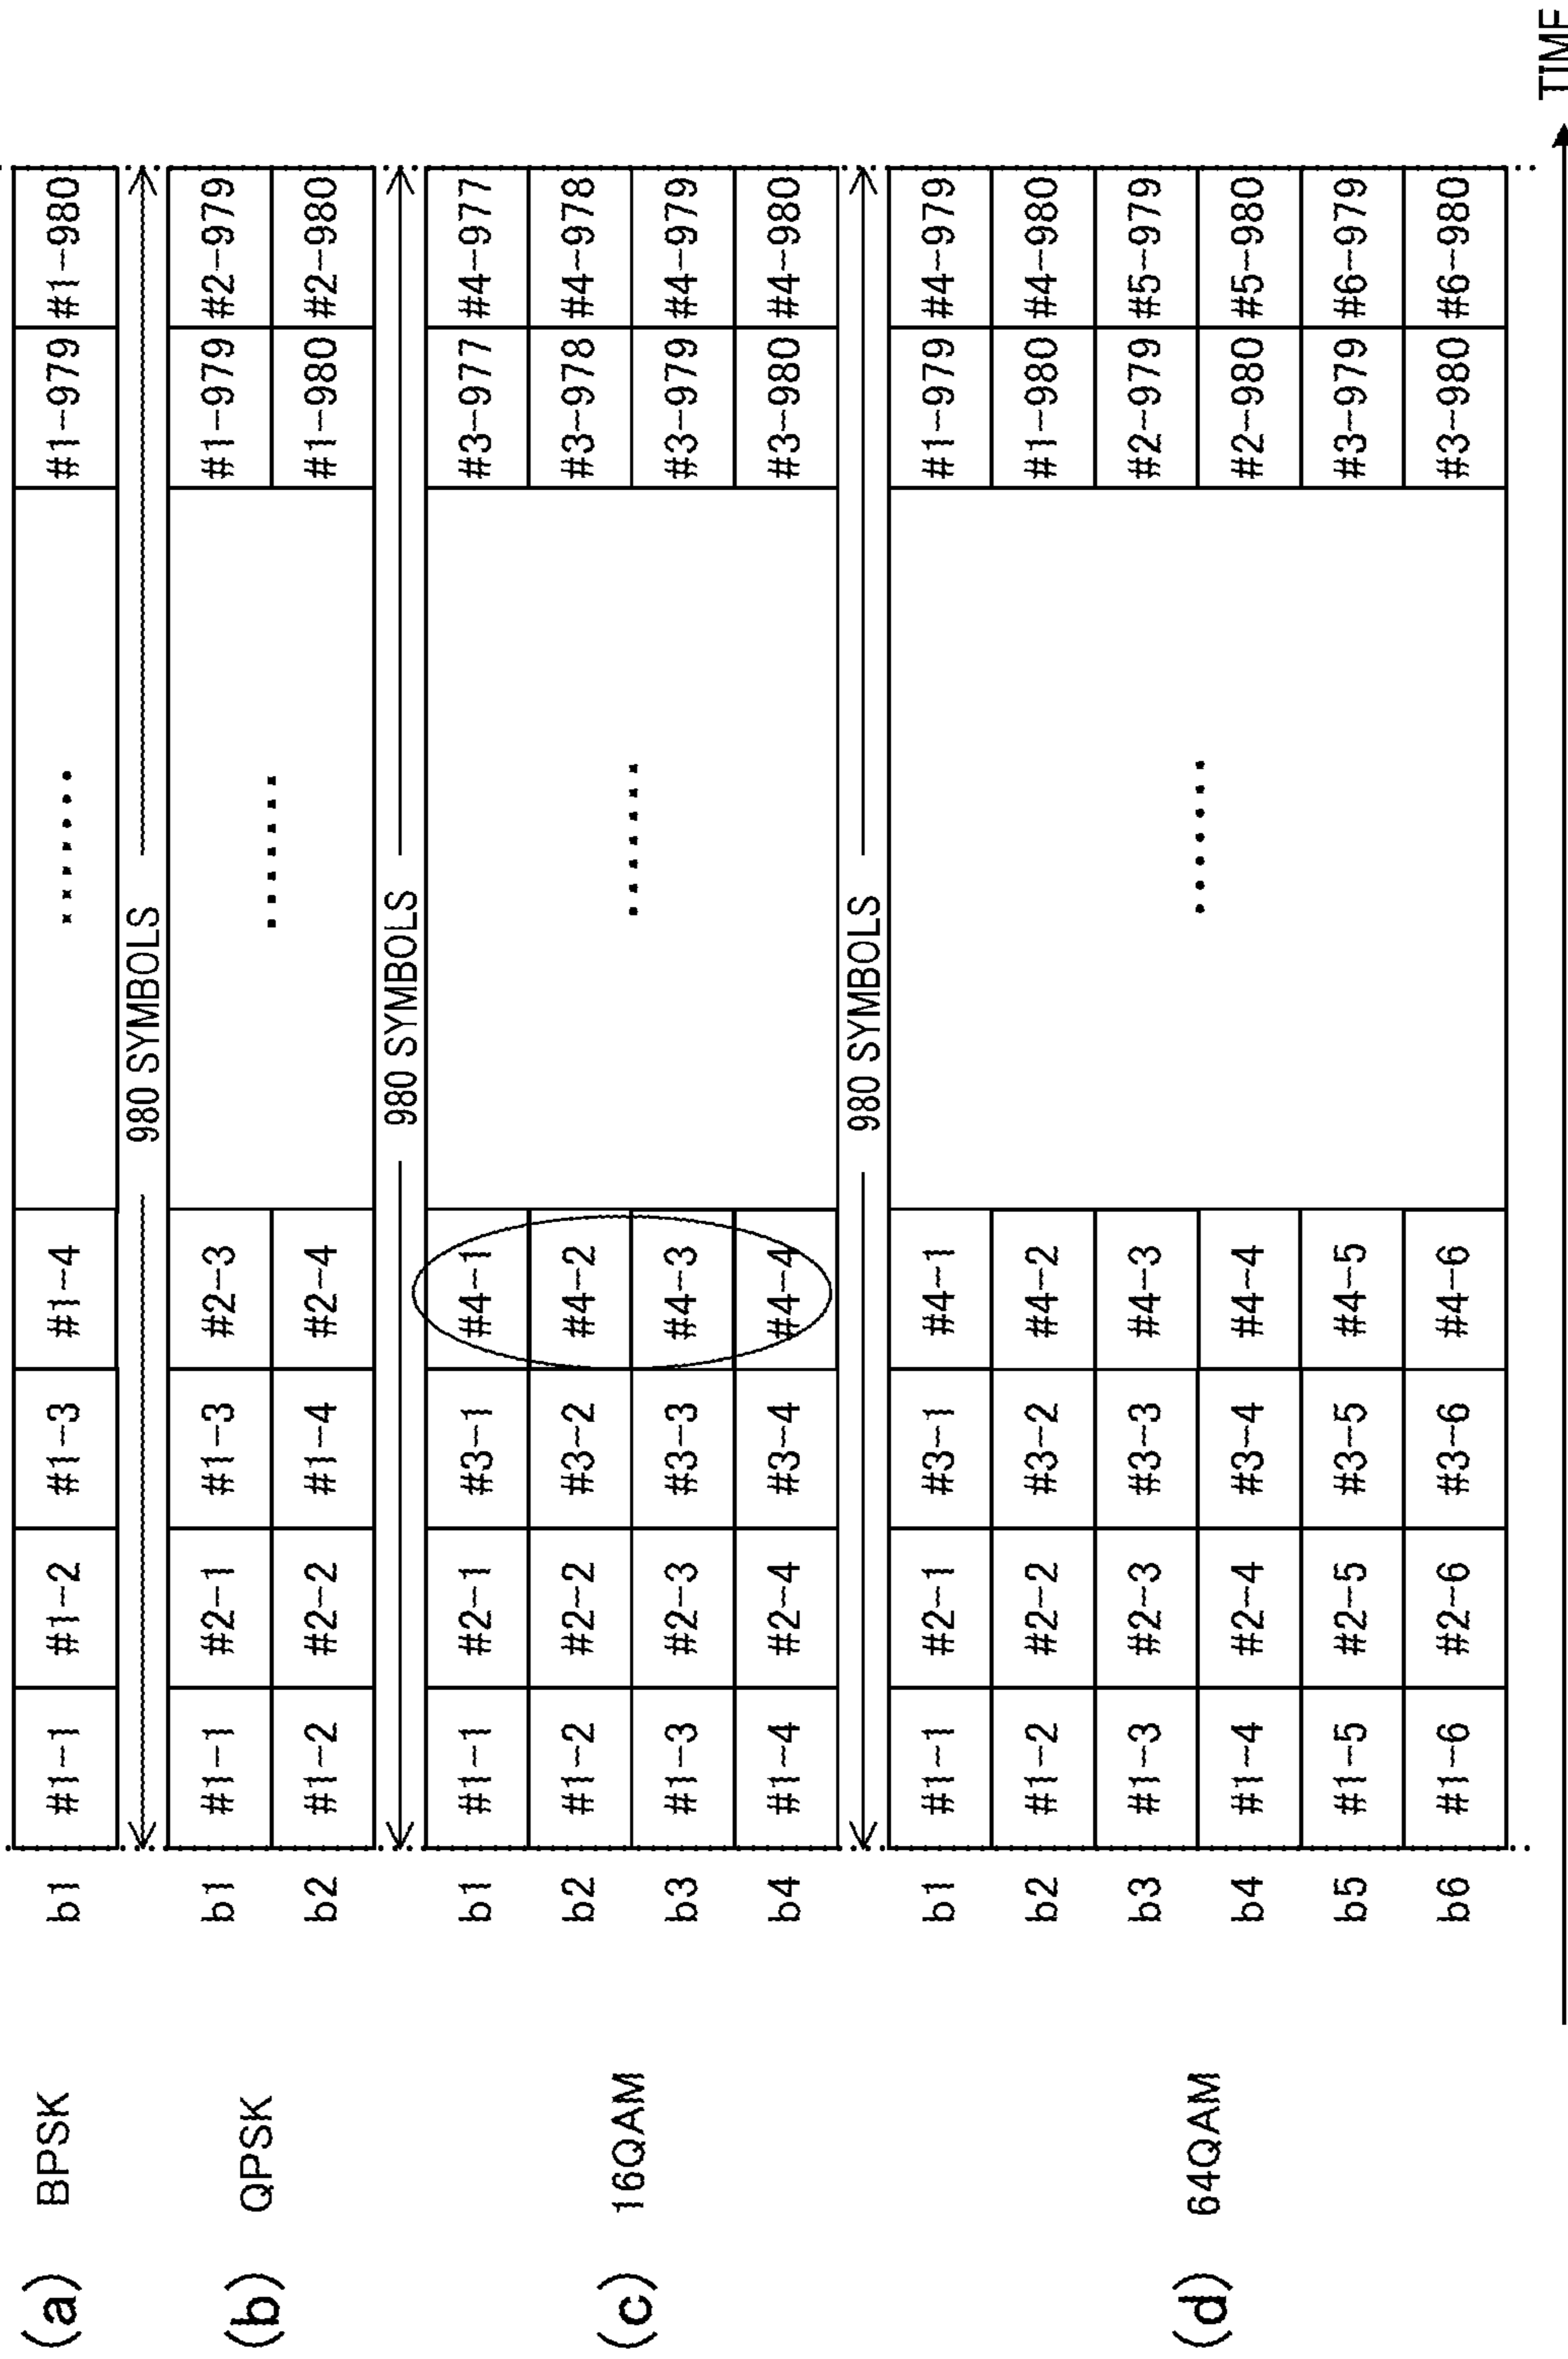 (a) BPSK b1 #1-1 #1-2 #1-3 #1-4 ······· #1-979 #1-980
980 SYMBOLS
(b) QPSK
b1 #1-1 #2-1 #1-3 #2-3 #1-979 #2-979
·······
b2 #1-2 #2-2 #1-4 #2-4 #1-980 #2-980
980 SYMBOLS
(c) 16QAM
b1 #1-1 #2-1 #3-1 #4-1 #3-977 #4-977
b2 #1-2 #2-2 #3-2 #4-2 #3-978 #4-978
·······
b3 #1-3 #2-3 #3-3 #4-3 #3-979 #4-979
b4 #1-4 #2-4 #3-4 #4-4 #3-980 #4-980
980 SYMBOLS
(d) 64QAM
b1 #1-1 #2-1 #3-1 #4-1 #1-979 #4-979
b2 #1-2 #2-2 #3-2 #4-2 #1-980 #4-980
b3 #1-3 #2-3 #3-3 #4-3 #2-979 #5-979
·······
b4 #1-4 #2-4 #3-4 #4-4 #2-980 #5-980
b5 #1-5 #2-5 #3-5 #4-5 #3-979 #6-979
b6 #1-6 #2-6 #3-6 #4-6 #3-980 #6-980
TIME